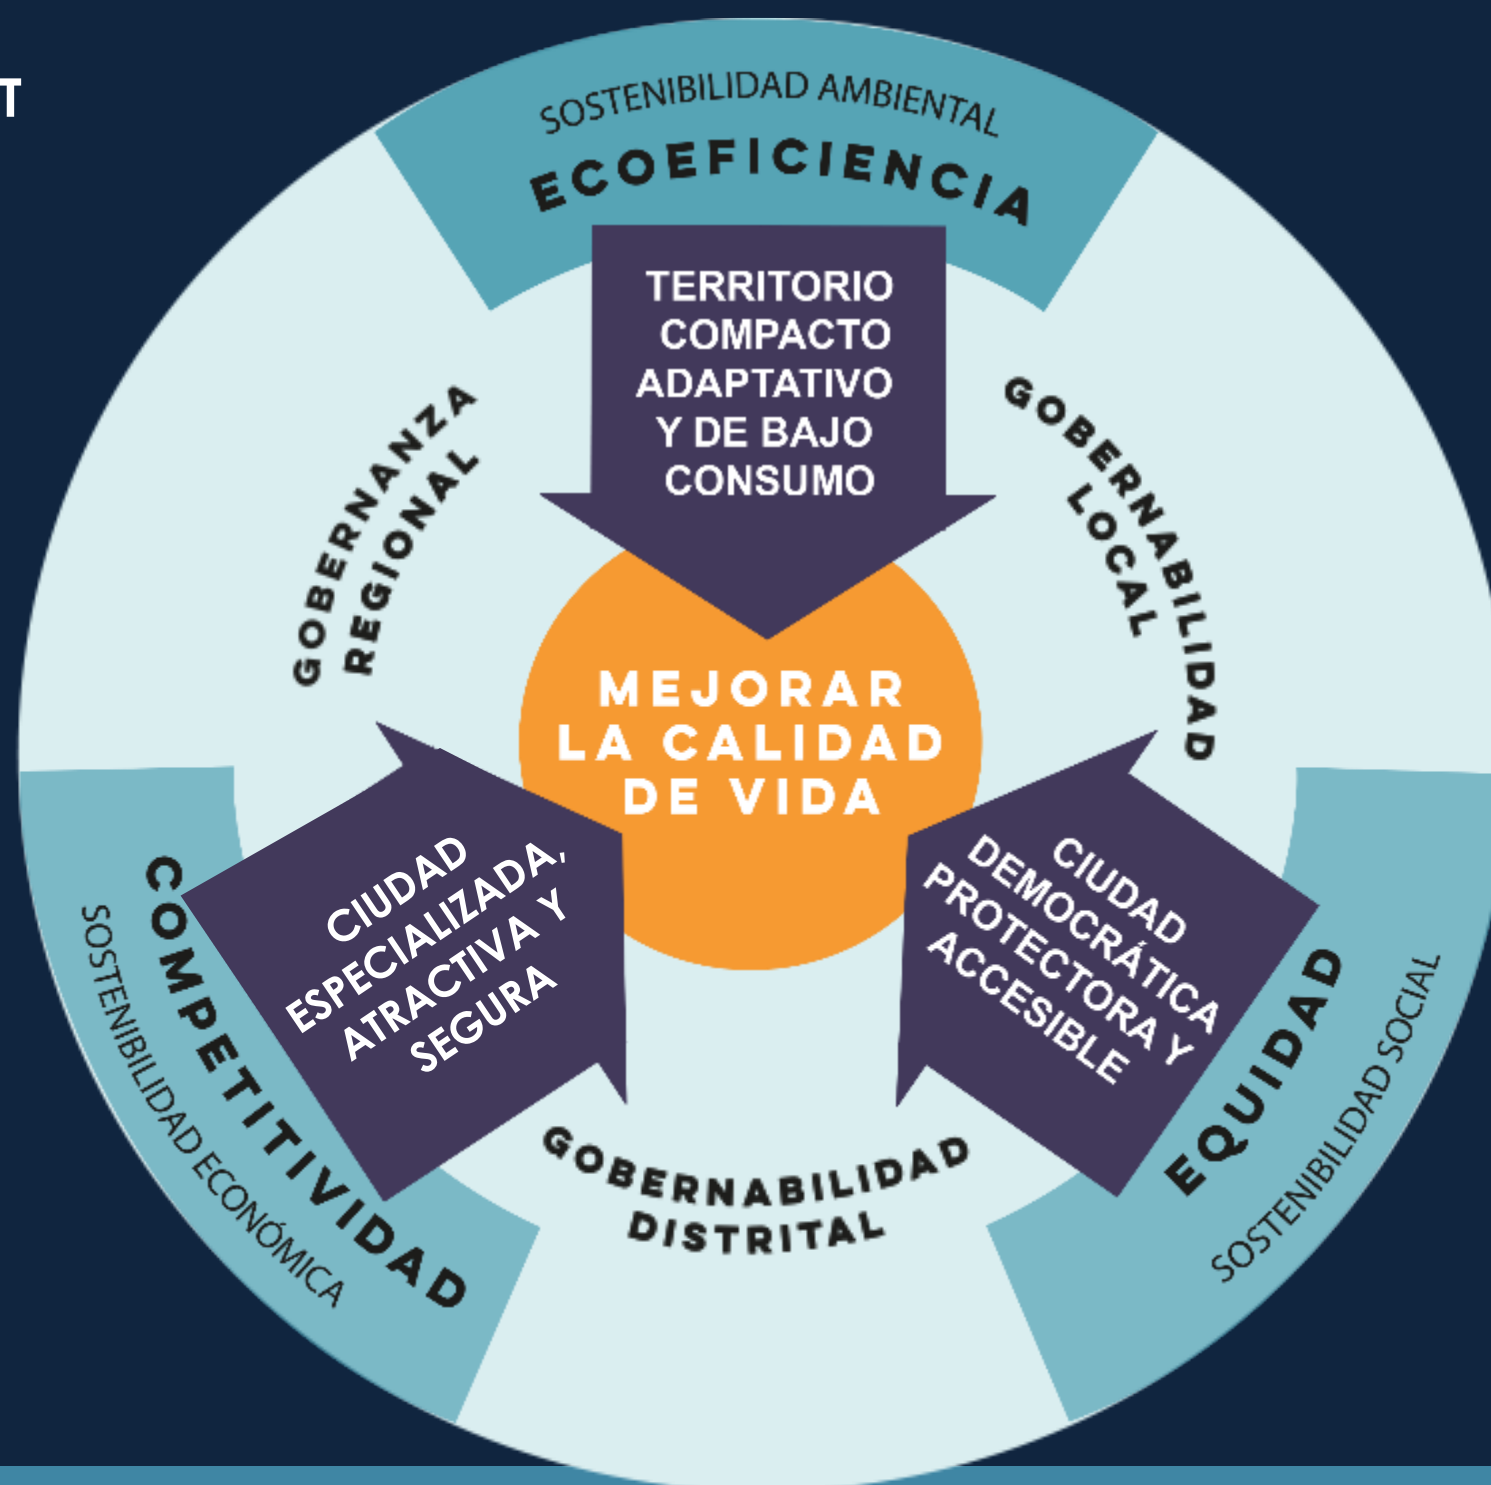 T
SOSTENIBILIDAD AMBIENTAL
ECOEFICIENCIA
TERRITORIO
COMPACTO
ADAPTATIVO
Y DE BAJO
CONSUMO
GOBERNANZA
REGIONAL
GOBERNABILIDAD
LOCAL
MEJORAR
LA CALIDAD
DE VIDA
CIUDAD
ESPECIALIZADA,
ATRACTIVA Y
SEGURA
CIUDAD
DEMOCRÁTICA
PROTECTORA Y
ACCESIBLE
COMPETITIVIDAD
SOSTENIBILIDAD ECONÓMICA
EQUIDAD
SOSTENIBILIDAD SOCIAL
GOBERNABILIDAD
DISTRITAL